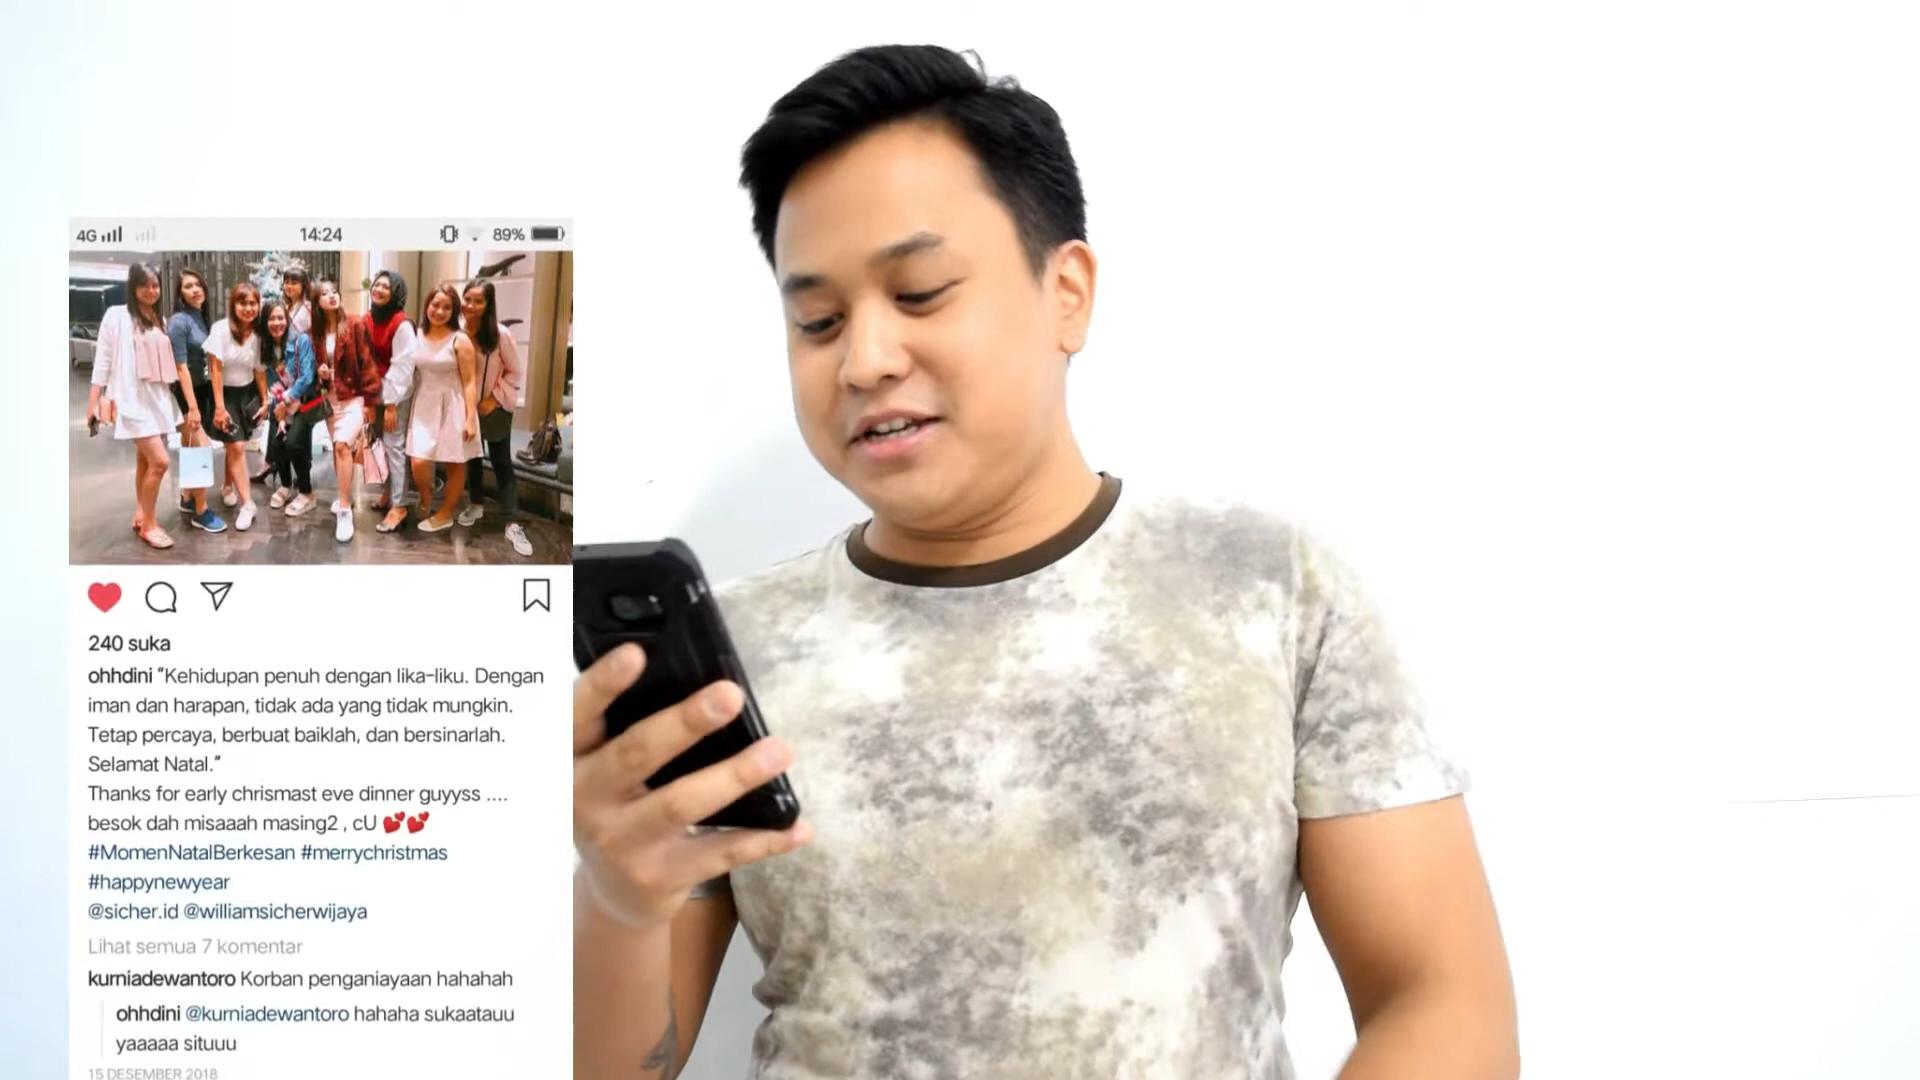 4G 14:24 89%
240 suka
ohhdini "Kehidupan penuh dengan lika-liku. Dengan
iman dan harapan, tidak ada yang tidak mungkin.
Tetap percaya, berbuat baiklah, dan bersinarlah.
Selamat Natal."
Thanks for early chrismast eve dinner guyyss ....
besok dah misaaah masing2 , cU 💕💕
#MomenNatalBerkesan #merrychristmas
#happynewyear
@sicher.id @williamsicherwijaya
Lihat semua 7 komentar
kurniadewantoro Korban penganiayaan hahahah
ohhdini @kurniadewantoro hahaha sukaatauu
yaaaaa situuu
15 DESEMBER 2018